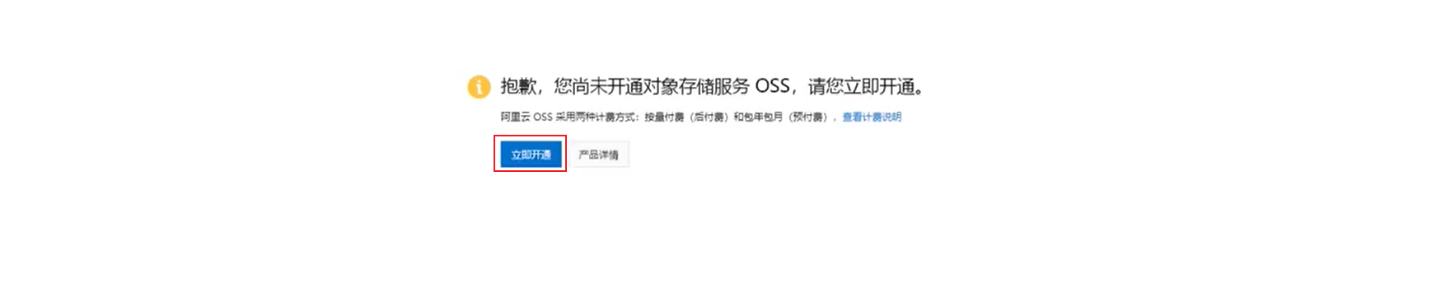 抱歉，您尚未开通对象存储服务 OSS，请您立即开通。
阿里云 OSS 采用两种计费方式：按量付费（后付费）和包年包月（预付费）。查看计费说明
立即开通 产品详情